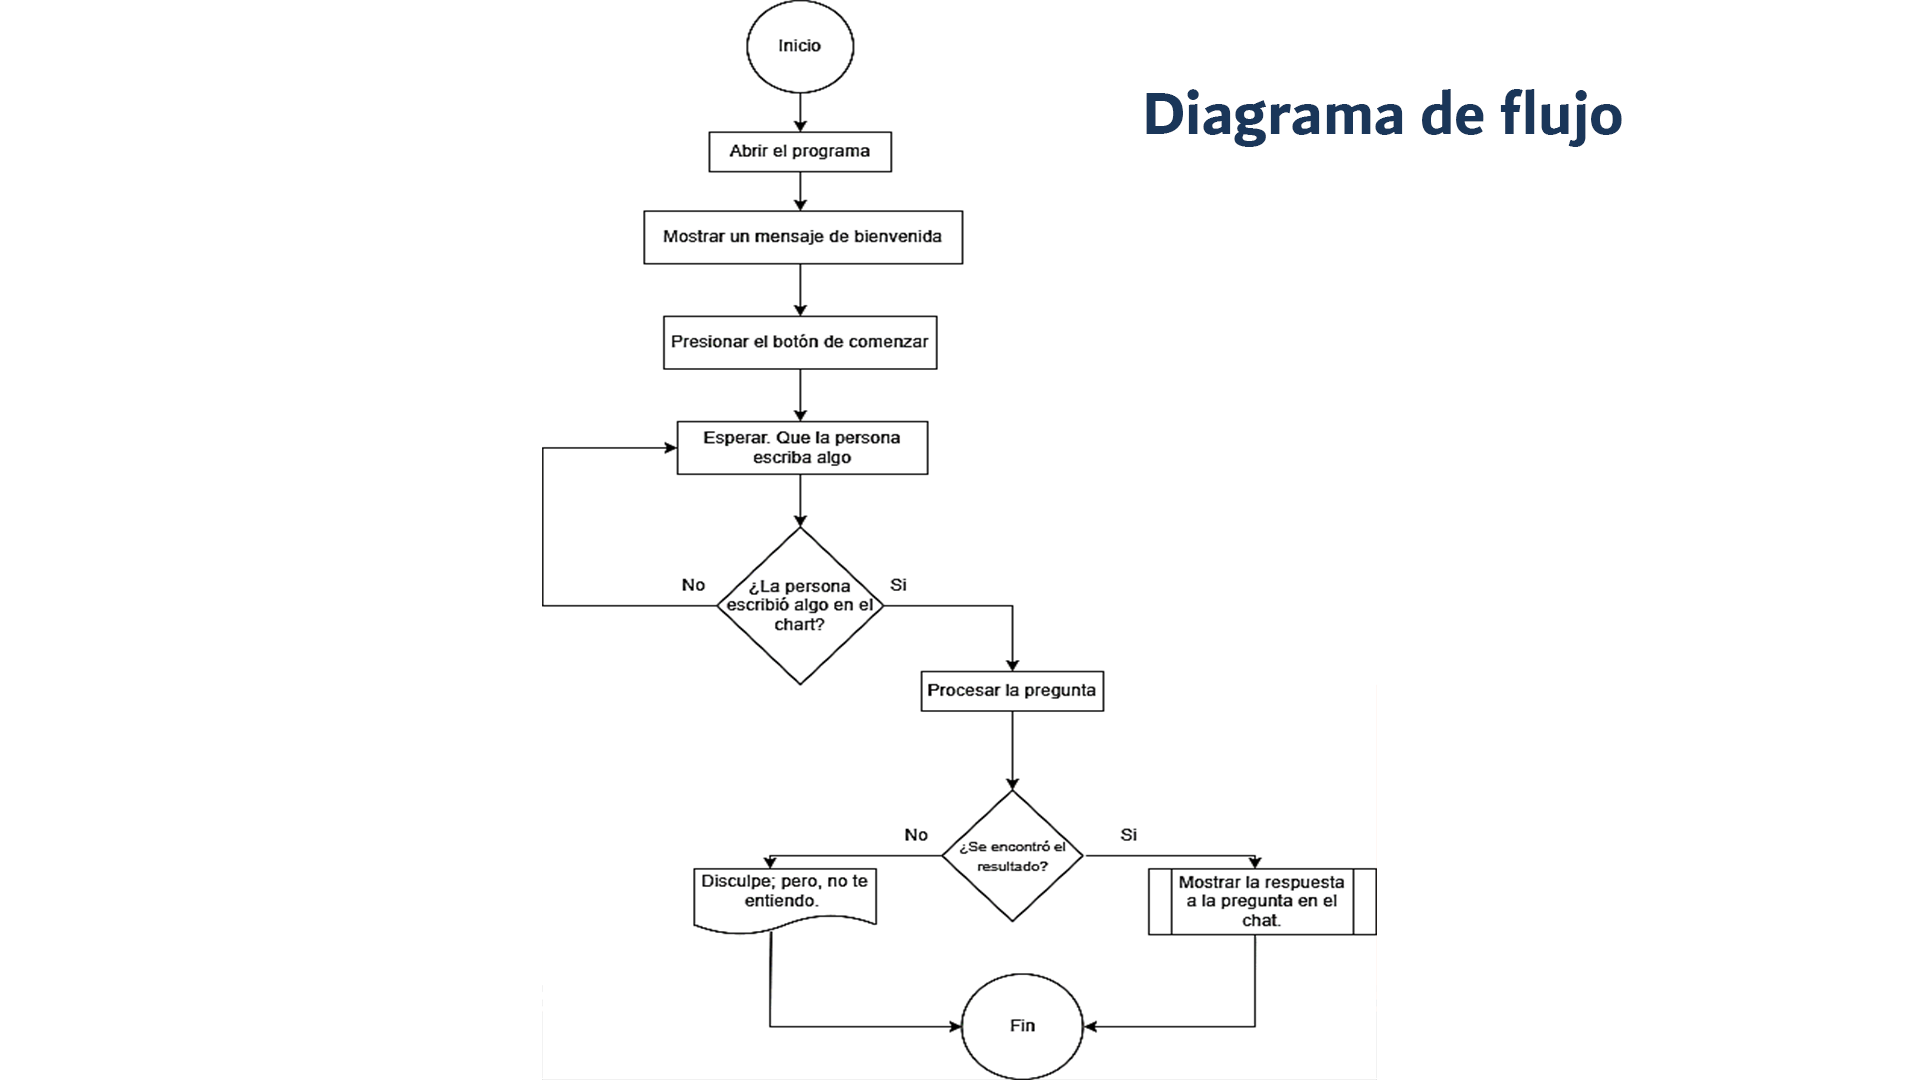 Inicio
Diagrama de flujo
Abrir el programa
Mostrar un mensaje de bienvenida
Presionar el botón de comenzar
Esperar. Que la persona
escriba algo
No
¿La persona
escribió algo en el
chart?
Si
Procesar la pregunta
No
¿Se encontró el
resultado?
Si
Disculpe; pero, no te
entiendo.
Mostrar la respuesta
a la pregunta en el
chat.
Fin